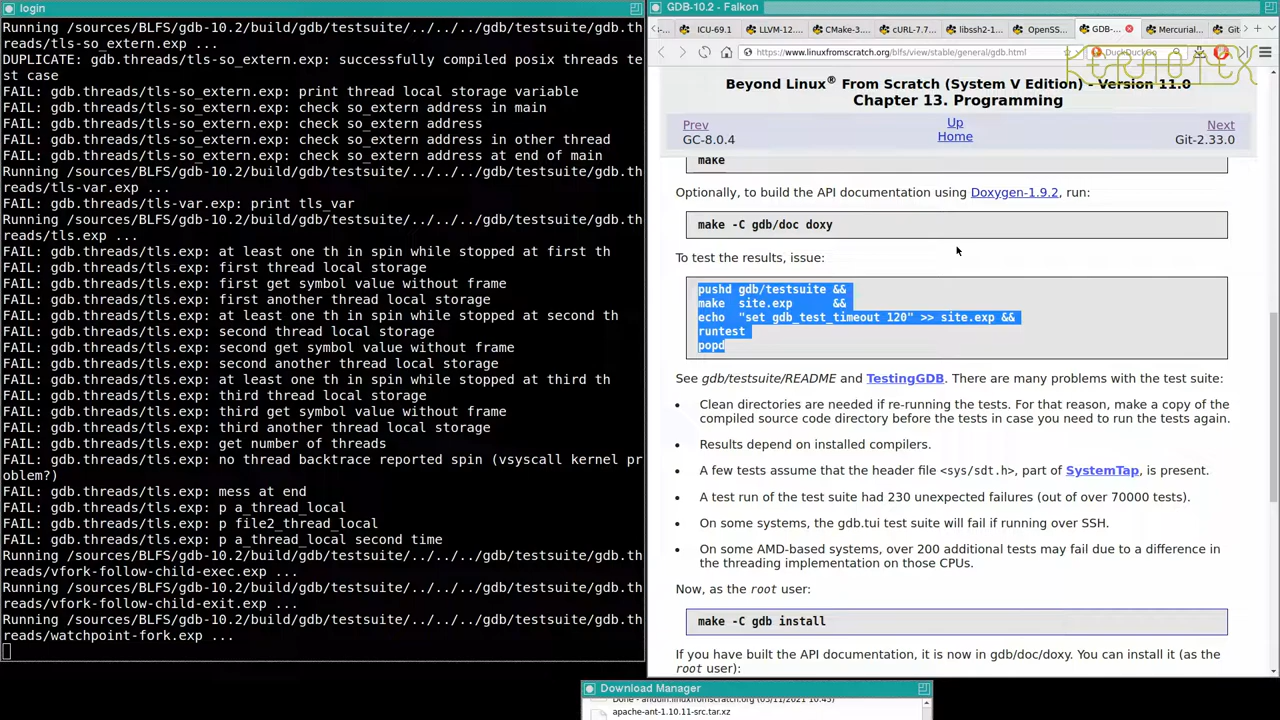 login
Running /sources/BLFS/gdb-10.2/build/gdb/testsuite/../../../gdb/testsuite/gdb.th
reads/tls-so_extern.exp ...
DUPLICATE: gdb.threads/tls-so_extern.exp: successfully compiled posix threads te
st case
FAIL: gdb.threads/tls-so_extern.exp: print thread local storage variable
FAIL: gdb.threads/tls-so_extern.exp: check so_extern address in main
FAIL: gdb.threads/tls-so_extern.exp: check so_extern address
FAIL: gdb.threads/tls-so_extern.exp: check so_extern address in other thread
FAIL: gdb.threads/tls-so_extern.exp: check so_extern address at end of main
Running /sources/BLFS/gdb-10.2/build/gdb/testsuite/../../../gdb/testsuite/gdb.th
reads/tls-var.exp ...
FAIL: gdb.threads/tls-var.exp: print tls_var
Running /sources/BLFS/gdb-10.2/build/gdb/testsuite/../../../gdb/testsuite/gdb.th
reads/tls.exp ...
FAIL: gdb.threads/tls.exp: at least one th in spin while stopped at first th
FAIL: gdb.threads/tls.exp: first thread local storage
FAIL: gdb.threads/tls.exp: first get symbol value without frame
FAIL: gdb.threads/tls.exp: first another thread local storage
FAIL: gdb.threads/tls.exp: at least one th in spin while stopped at second th
FAIL: gdb.threads/tls.exp: second thread local storage
FAIL: gdb.threads/tls.exp: second get symbol value without frame
FAIL: gdb.threads/tls.exp: second another thread local storage
FAIL: gdb.threads/tls.exp: at least one th in spin while stopped at third th
FAIL: gdb.threads/tls.exp: third thread local storage
FAIL: gdb.threads/tls.exp: third get symbol value without frame
FAIL: gdb.threads/tls.exp: third another thread local storage
FAIL: gdb.threads/tls.exp: get number of threads
FAIL: gdb.threads/tls.exp: no thread backtrace reported spin (vsyscall kernel pr
oblem?)
FAIL: gdb.threads/tls.exp: mess at end
FAIL: gdb.threads/tls.exp: p a_thread_local
FAIL: gdb.threads/tls.exp: p file2_thread_local
FAIL: gdb.threads/tls.exp: p a_thread_local second time
Running /sources/BLFS/gdb-10.2/build/gdb/testsuite/../../../gdb/testsuite/gdb.th
reads/vfork-follow-child-exec.exp ...
Running /sources/BLFS/gdb-10.2/build/gdb/testsuite/../../../gdb/testsuite/gdb.th
reads/vfork-follow-child-exit.exp ...
Running /sources/BLFS/gdb-10.2/build/gdb/testsuite/../../../gdb/testsuite/gdb.th
reads/watchpoint-fork.exp ...
GDB-10.2 - Falkon
ICU-69.1 LLVM-12.... CMake-3.... cURL-7.7... libssh2-1... OpenSS... GDB-... Mercurial... Git
https://www.linuxfromscratch.org/blfs/view/stable/general/gdb.html DuckDuckGo
KERNOTEX
Beyond Linux® From Scratch (System V Edition) - Version 11.0
Chapter 13. Programming
Prev Up Next
GC-8.0.4 Home Git-2.33.0
make
Optionally, to build the API documentation using Doxygen-1.9.2, run:
make -C gdb/doc doxy
To test the results, issue:
pushd gdb/testsuite &&
make site.exp &&
echo "set gdb_test_timeout 120" >> site.exp &&
runtest
popd
See gdb/testsuite/README and TestingGDB. There are many problems with the test suite:
• Clean directories are needed if re-running the tests. For that reason, make a copy of the
compiled source code directory before the tests in case you need to run the tests again.
• Results depend on installed compilers.
• A few tests assume that the header file <sys/sdt.h>, part of SystemTap, is present.
• A test run of the test suite had 230 unexpected failures (out of over 70000 tests).
• On some systems, the gdb.tui test suite will fail if running over SSH.
• On some AMD-based systems, over 200 additional tests may fail due to a difference in
the threading implementation on those CPUs.
Now, as the root user:
make -C gdb install
If you have built the API documentation, it is now in gdb/doc/doxy. You can install it (as the
root user):
Download Manager
Done - anduin.linuxfromscratch.org
apache-ant-1.10.11-src.tar.xz